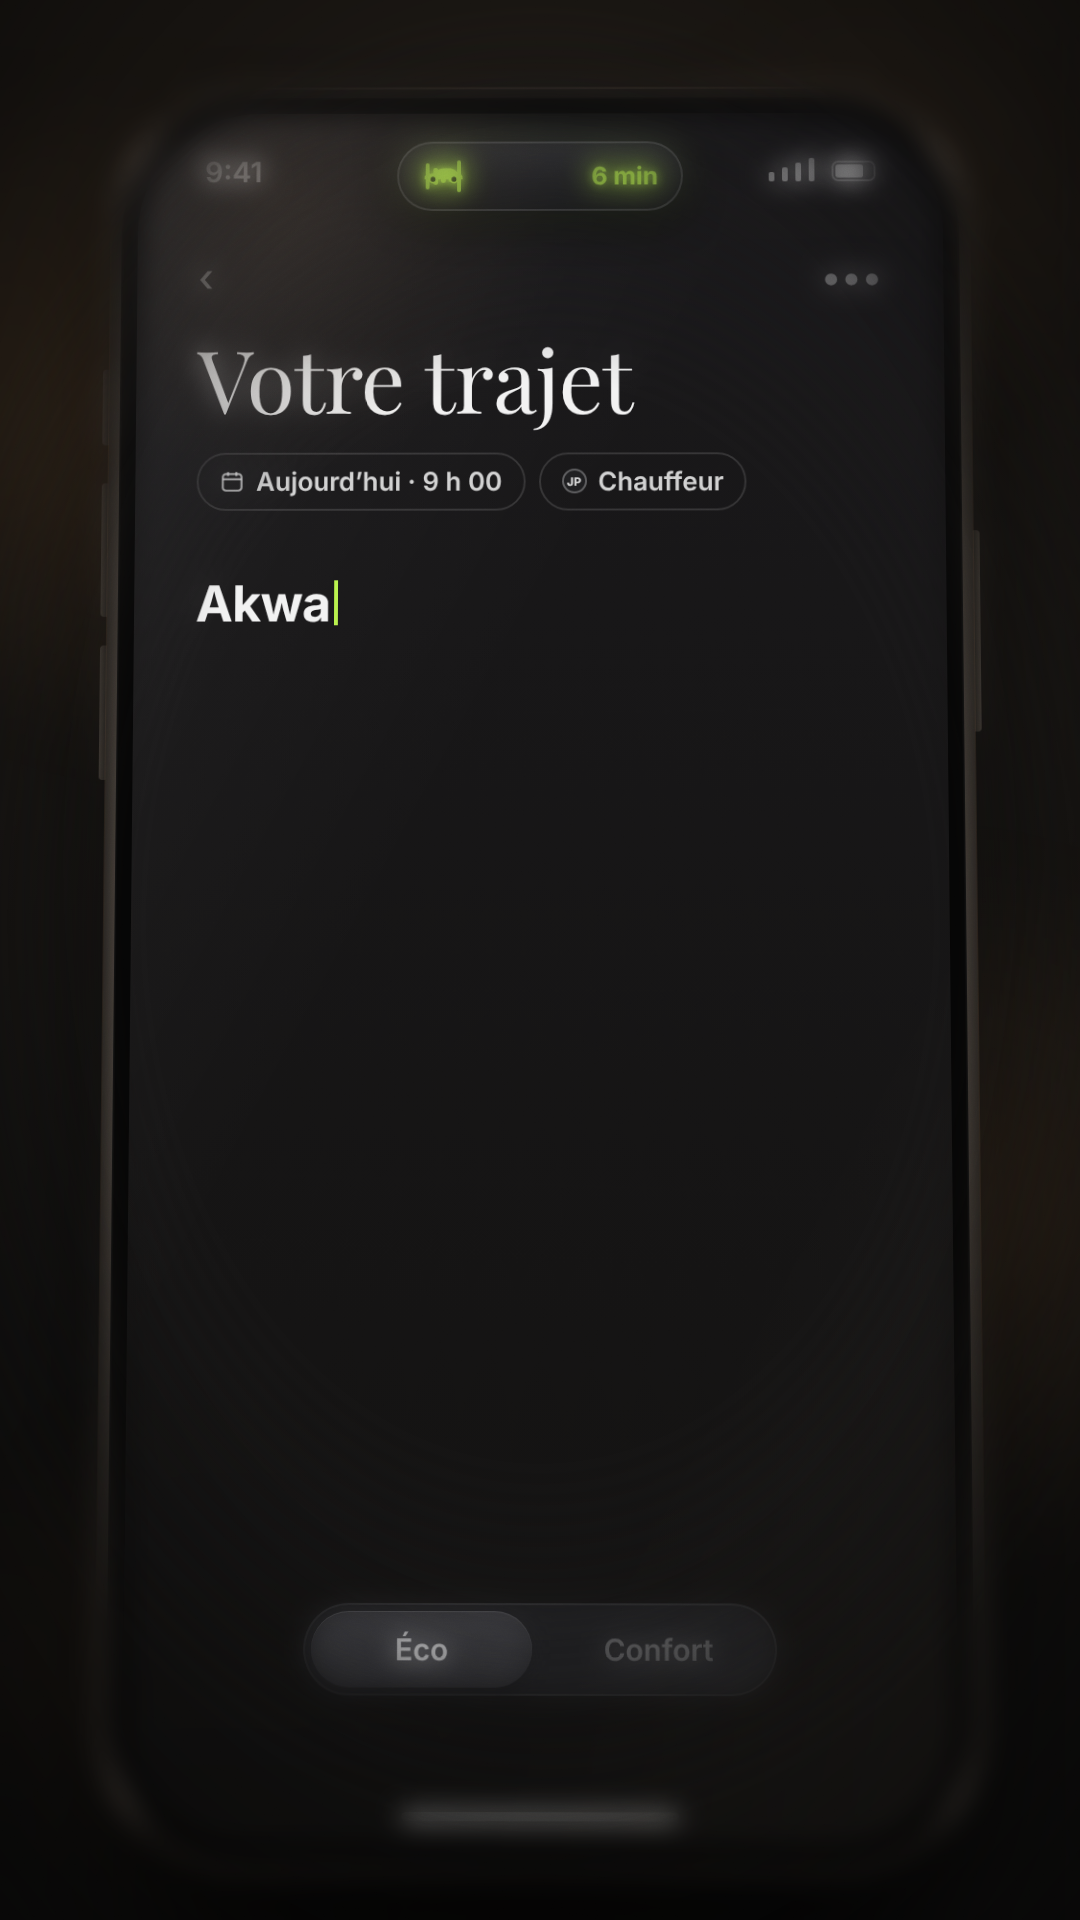 9:41
6 min
Votre trajet
Aujourd’hui · 9 h 00
JP Chauffeur
Akwa
Éco
Confort